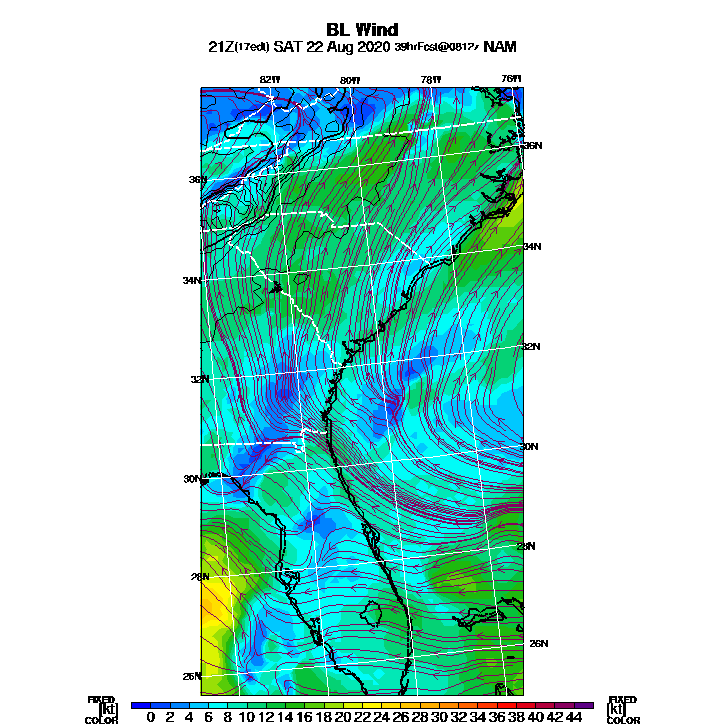 BL Wind
21Z(17edt) SAT 22 Aug 2020 39hrFcst@0812z NAM
82W 80W 78W 76W
36N
36N
34N
34N
32N
32N
30N
30N
28N
28N
26N
26N
FIXED FIXED
[kt] 0 2 4 6 8 10 12 14 16 18 20 22 24 26 28 30 32 34 36 38 40 42 44 [kt]
COLOR COLOR